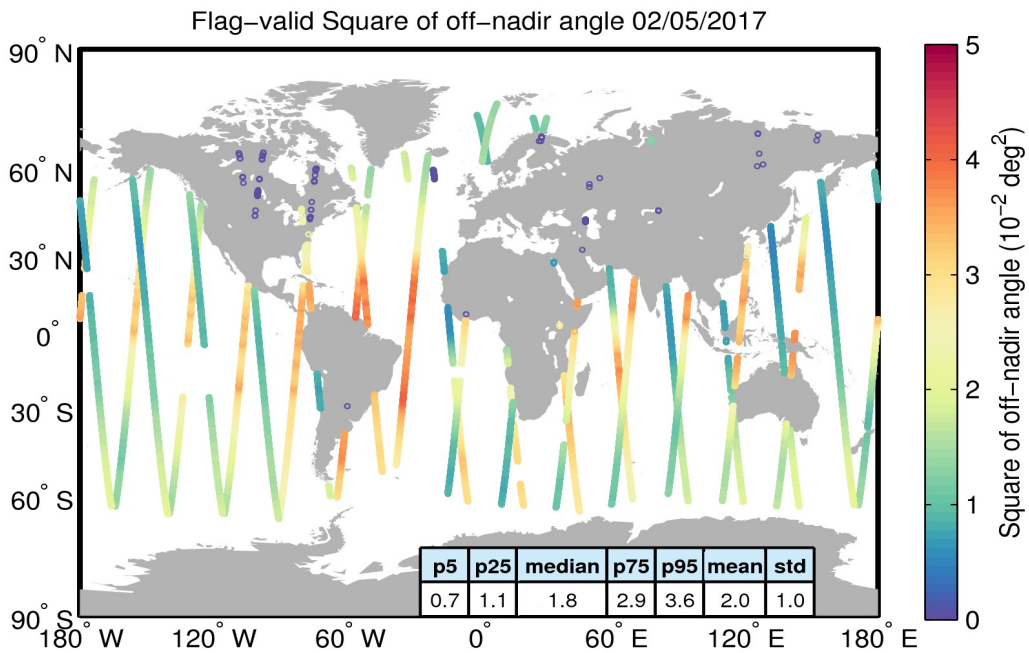 Flag−valid Square of off−nadir angle 02/05/2017
90° N
60° N
30° N
0°
30° S
60° S
90° S
180° W
120° W
60° W
0°
60° E
120° E
180° E
p5 p25 median p75 p95 mean std
0.7 1.1 1.8 2.9 3.6 2.0 1.0
5
4
3
2
1
0
Square of off−nadir angle (10⁻² deg²)